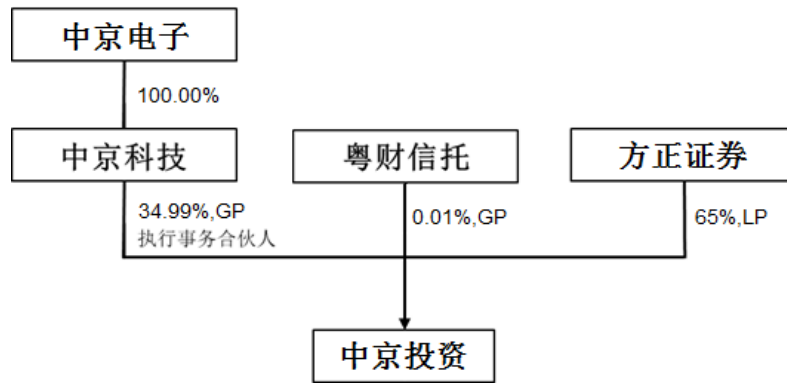 中京电子
100.00%
中京科技
粤财信托
方正证券
34.99%,GP
执行事务合伙人
0.01%,GP
65%,LP
中京投资